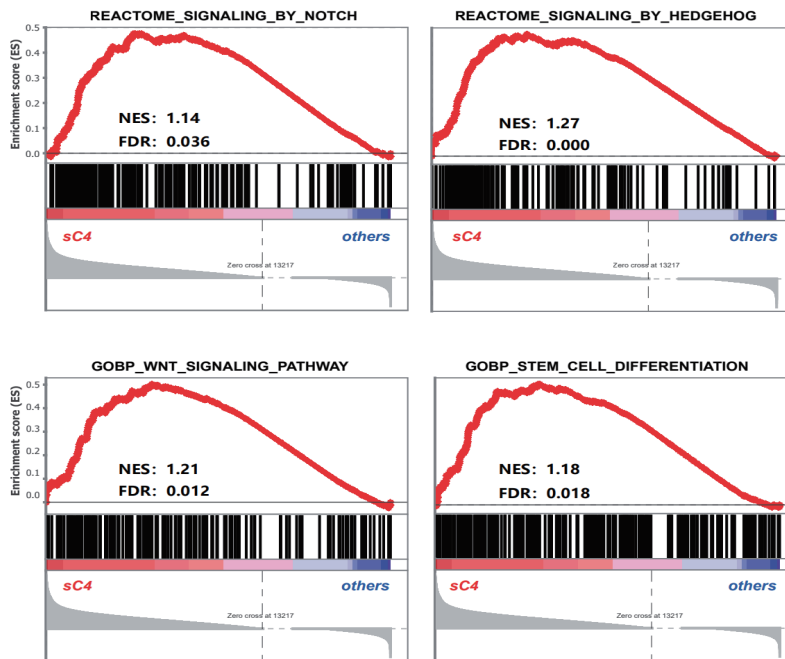 REACTOME_SIGNALING_BY_NOTCH
Enrichment score (ES)
0.5
0.4
0.3
0.2
0.1
0.0
NES: 1.14
FDR: 0.036
sC4 others
Zero cross at 13217
REACTOME_SIGNALING_BY_HEDGEHOG
NES: 1.27
FDR: 0.000
sC4 others
Zero cross at 13217
GOBP_WNT_SIGNALING_PATHWAY
Enrichment score (ES)
0.5
0.4
0.3
0.2
0.1
0.0
NES: 1.21
FDR: 0.012
sC4 others
Zero cross at 13217
GOBP_STEM_CELL_DIFFERENTIATION
NES: 1.18
FDR: 0.018
sC4 others
Zero cross at 13217